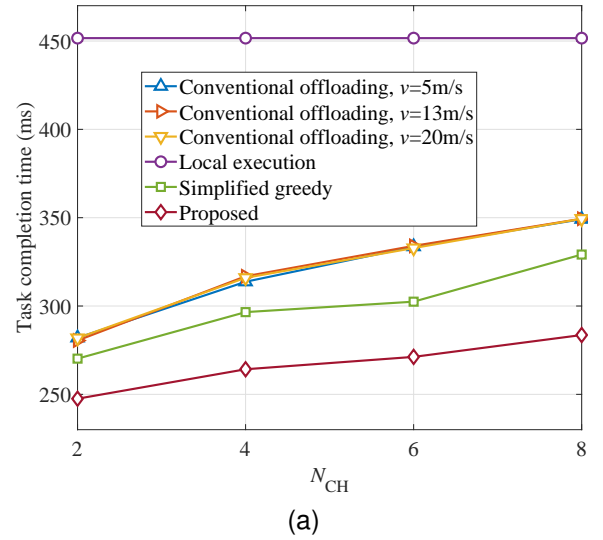 450
400
350
300
250
Task completion time (ms)
Conventional offloading, v=5m/s
Conventional offloading, v=13m/s
Conventional offloading, v=20m/s
Local execution
Simplified greedy
Proposed
2 4 6 8
N_CH
(a)